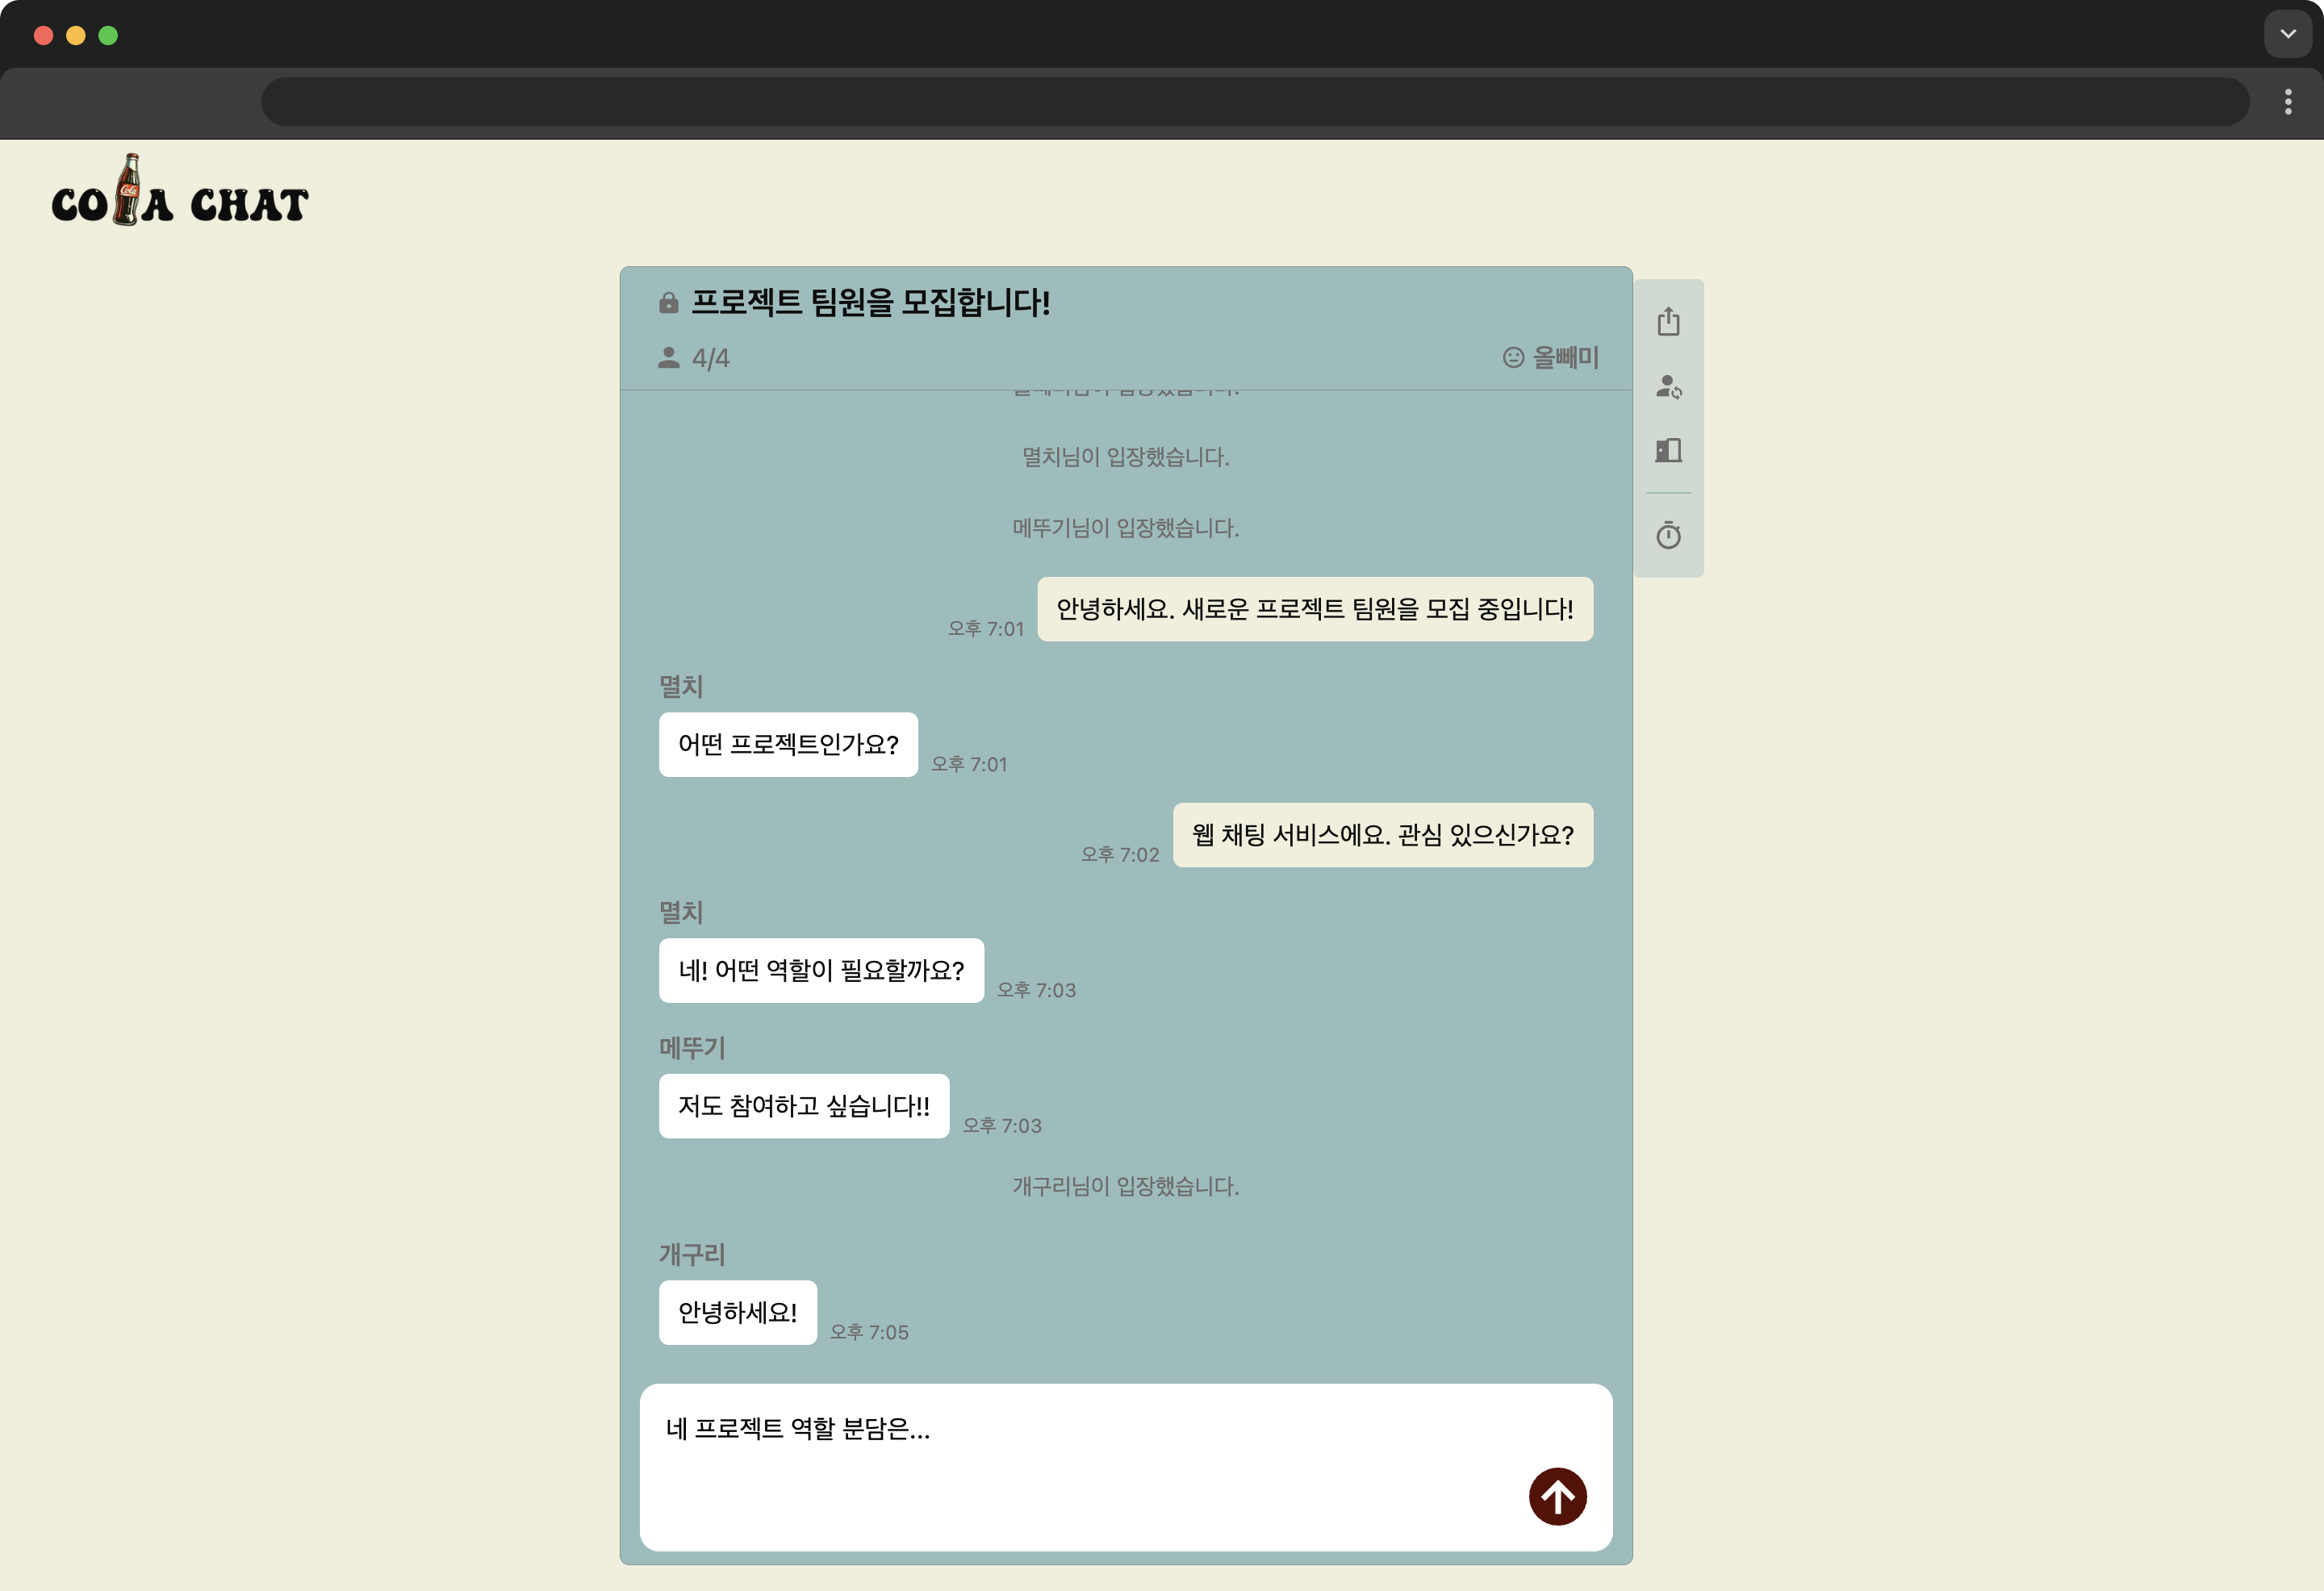 COLA CHAT
Cola
프로젝트 팀원을 모집합니다!
4/4
올빼미
멸치님이 입장했습니다.
메뚜기님이 입장했습니다.
안녕하세요. 새로운 프로젝트 팀원을 모집 중입니다!
오후 7:01
멸치
어떤 프로젝트인가요?
오후 7:01
웹 채팅 서비스에요. 관심 있으신가요?
오후 7:02
멸치
네! 어떤 역할이 필요할까요?
오후 7:03
메뚜기
저도 참여하고 싶습니다!!
오후 7:03
개구리님이 입장했습니다.
개구리
안녕하세요!
오후 7:05
네 프로젝트 역할 분담은...